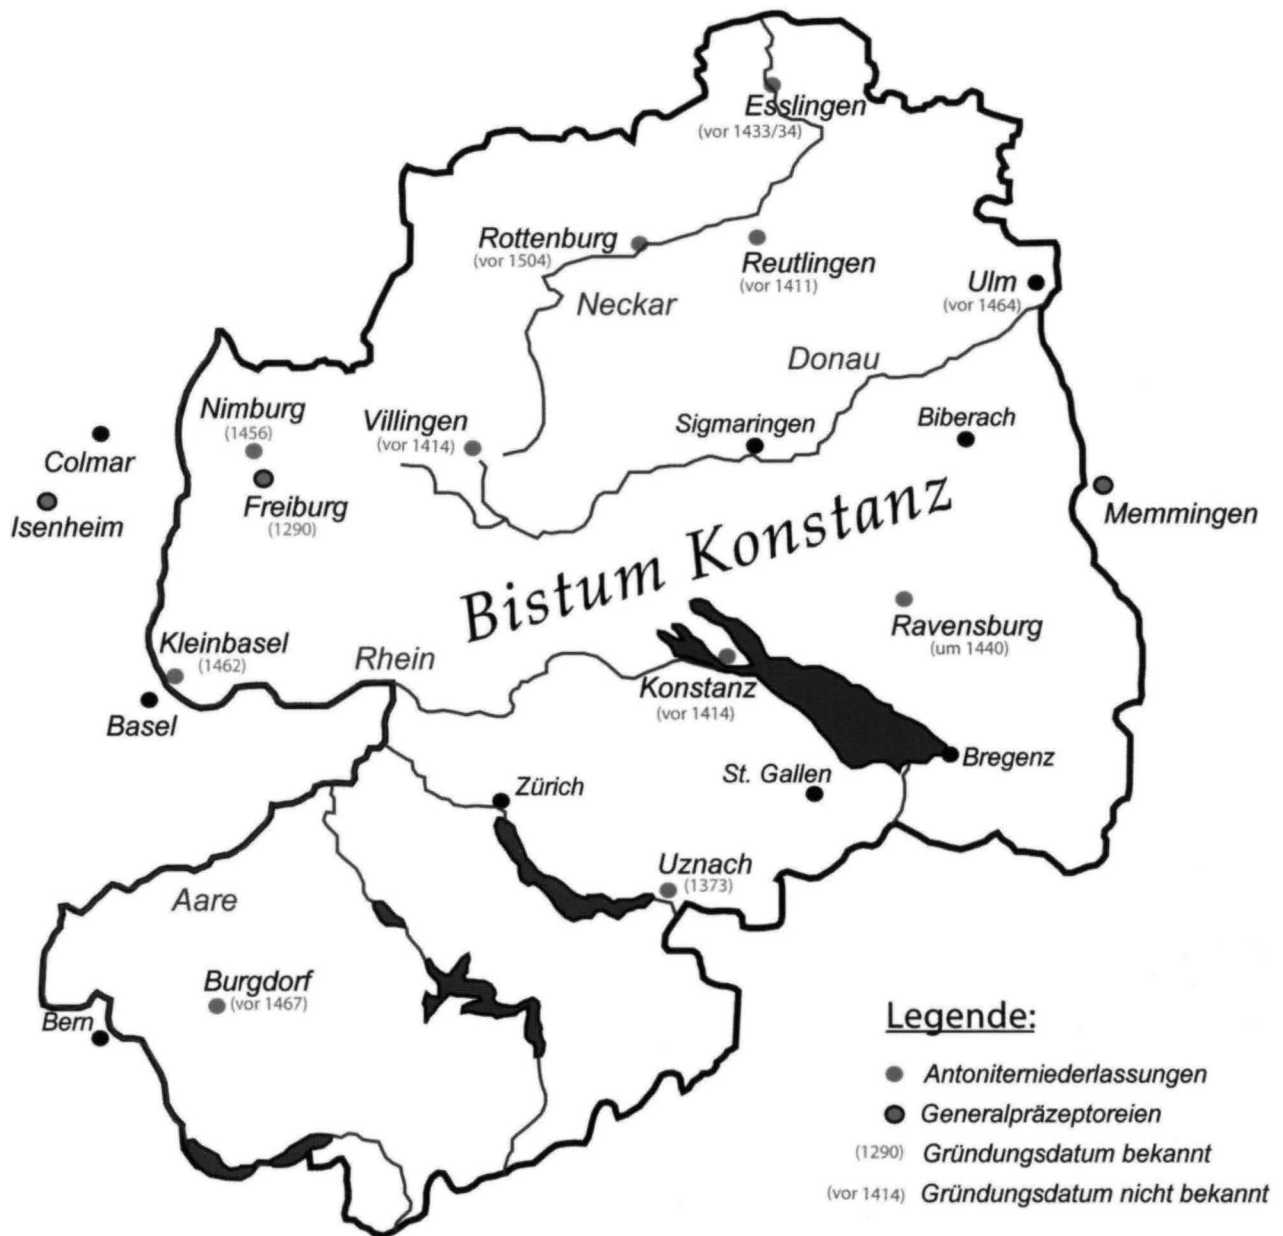 Esslingen
(vor 1433/34)
Rottenburg
(vor 1504)
Reutlingen
(vor 1411)
Neckar
Ulm
(vor 1464)
Donau
Nimburg
(1456)
Villingen
(vor 1414)
Sigmaringen
Biberach
Colmar
Isenheim
Freiburg
(1290)
Memmingen
Bistum Konstanz
Kleinbasel
(1462)
Rhein
Ravensburg
(um 1440)
Konstanz
(vor 1414)
Basel
Bregenz
St. Gallen
Zürich
Uznach
(1373)
Aare
Burgdorf
(vor 1467)
Bern
Legende:
Antoniterniederlassungen
Generalpräzeptoreien
(1290) Gründungsdatum bekannt
(vor 1414) Gründungsdatum nicht bekannt